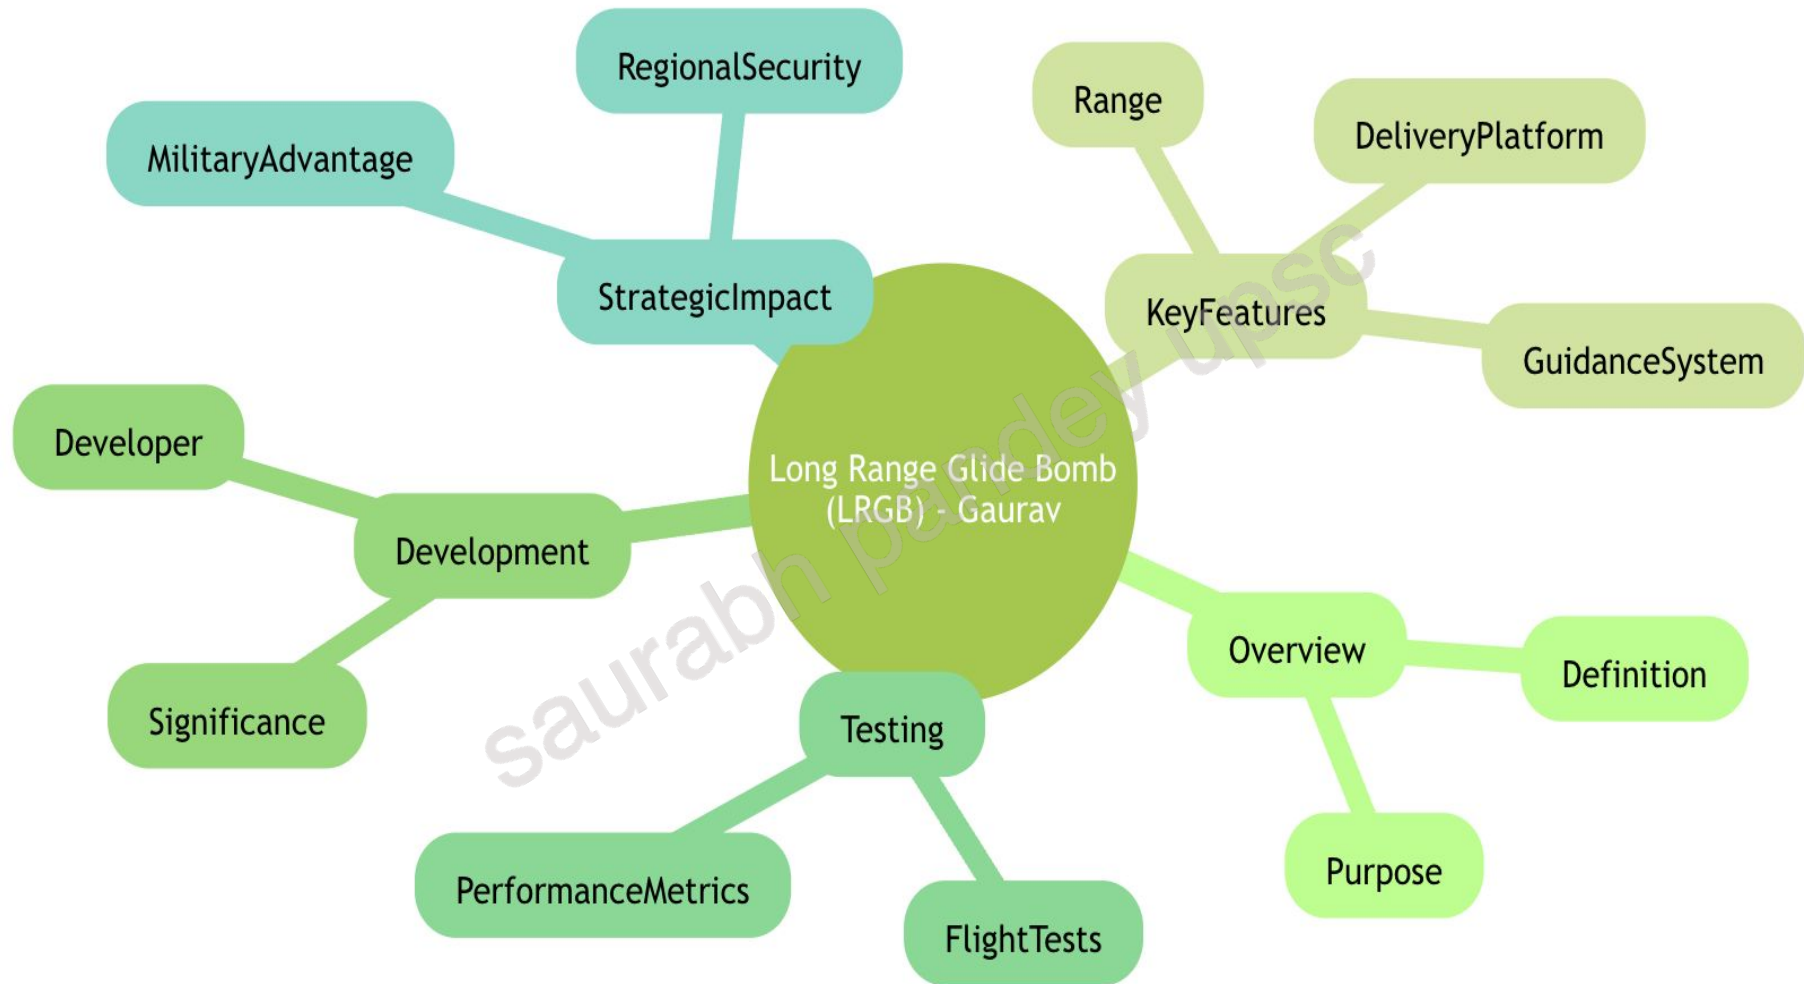 RegionalSecurity
MilitaryAdvantage
StrategicImpact
Range
DeliveryPlatform
KeyFeatures
GuidanceSystem
Long Range Glide Bomb
(LRGB) - Gaurav
Developer
Development
Significance
Overview
Definition
Purpose
Testing
PerformanceMetrics
FlightTests
saurabh pandey upsc